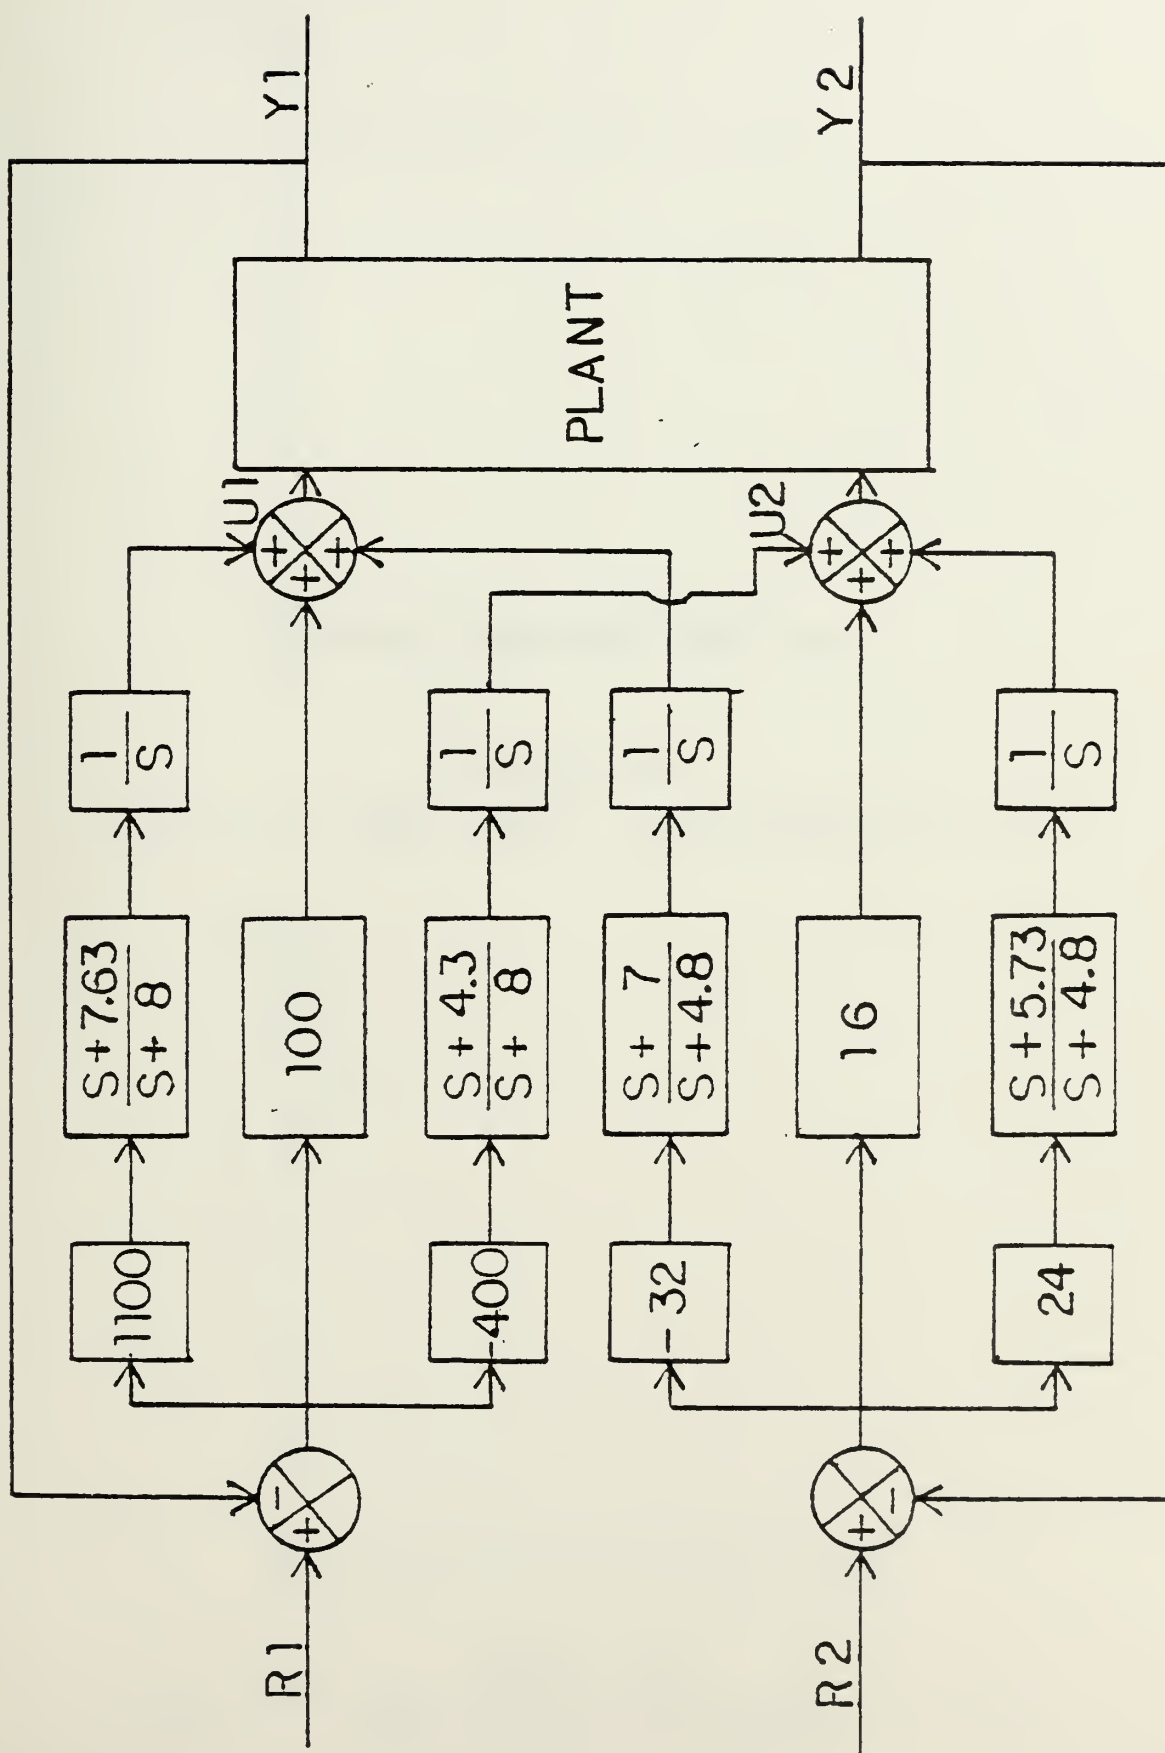 1100
S + 7.63
S + 8
1
S
R1
+
-
100
+
+
+
U1
Y1
-400
S + 4.3
S + 8
1
S
PLANT
- 32
S + 7
S + 4.8
1
S
R2
+
-
16
+
+
+
U2
Y2
24
S + 5.73
S + 4.8
1
S